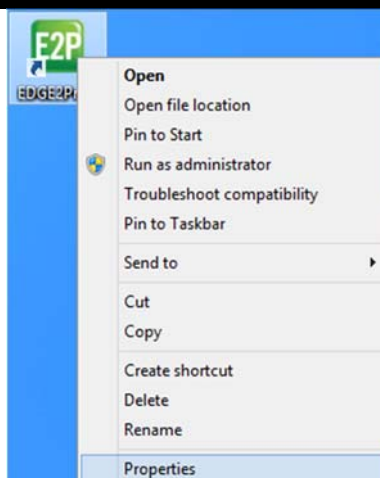 E2P
Open
Open file location
Pin to Start
Run as administrator
Troubleshoot compatibility
Pin to Taskbar
Send to
Cut
Copy
Create shortcut
Delete
Rename
Properties